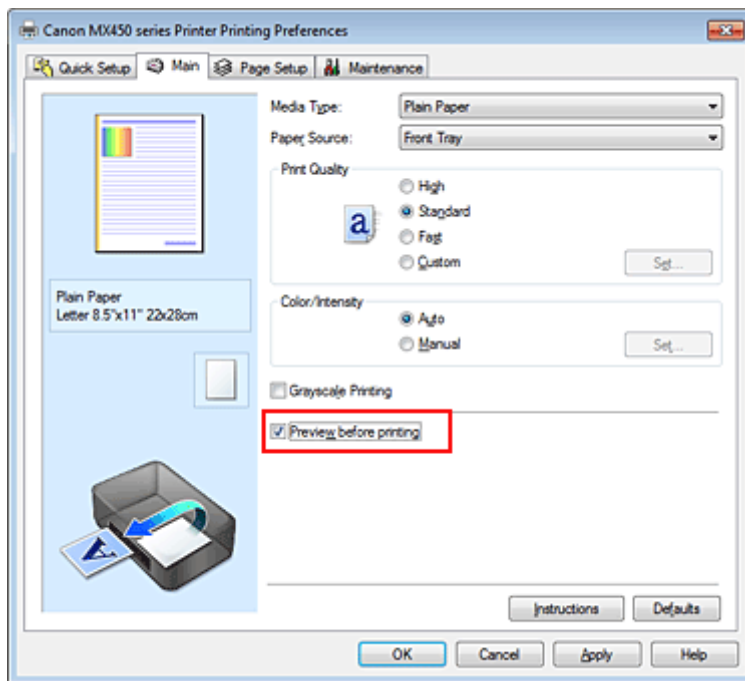 Canon MX450 series Printer Printing Preferences
Quick Setup Main Page Setup Maintenance
Media Type: Plain Paper
Paper Source: Front Tray
Print Quality
High
a Standard
Fast
Custom Set...
Plain Paper
Letter 8.5"x11" 22x28cm
Color/Intensity
Auto
Manual Set...
Grayscale Printing
Preview before printing
A
Instructions Defaults
OK Cancel Apply Help